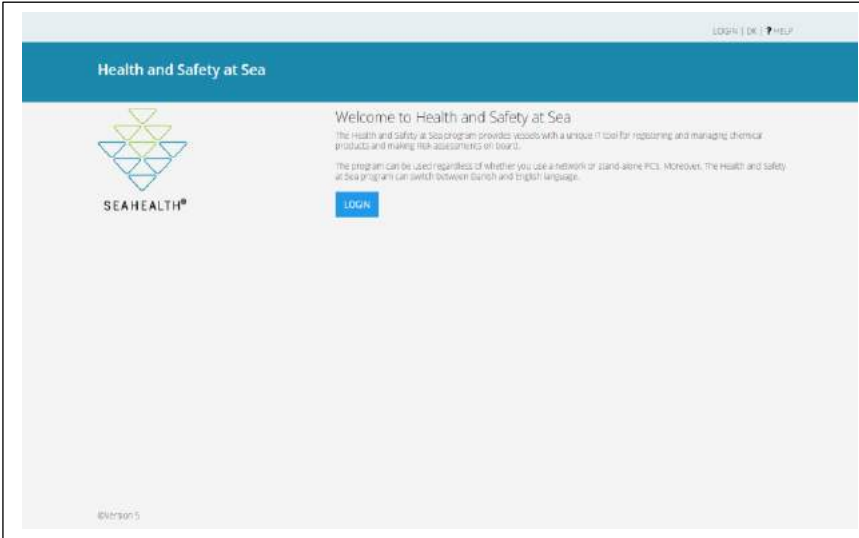 LOGIN | DK | ? HELP
Health and Safety at Sea
Welcome to Health and Safety at Sea
The Health and Safety at Sea program provides vessels with a unique IT tool for registering and managing chemical
products and making risk assessments on board.
The program can be used regardless of whether you use a network or stand-alone PCs. Moreover, The Health and Safety
at Sea program can switch between Danish and English language.
SEAHEALTH®
LOGIN
©Version 5